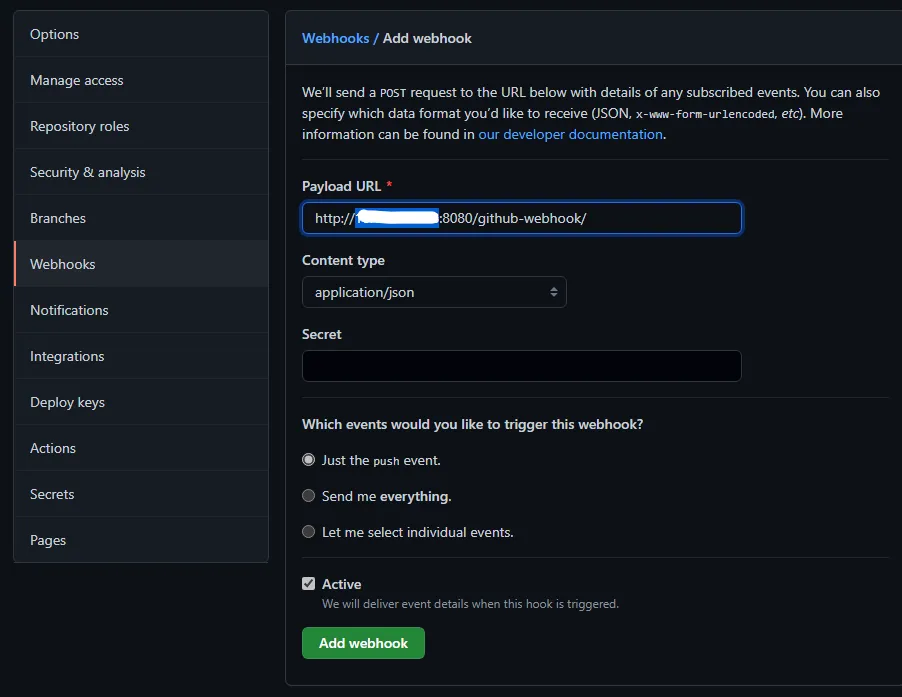 Options
Manage access
Repository roles
Security & analysis
Branches
Webhooks
Notifications
Integrations
Deploy keys
Actions
Secrets
Pages
Webhooks / Add webhook
We'll send a POST request to the URL below with details of any subscribed events. You can also
specify which data format you'd like to receive (JSON, x-www-form-urlencoded, etc). More
information can be found in our developer documentation.
Payload URL *
http:// :8080/github-webhook/
Content type
application/json
Secret
Which events would you like to trigger this webhook?
Just the push event.
Send me everything.
Let me select individual events.
Active
We will deliver event details when this hook is triggered.
Add webhook